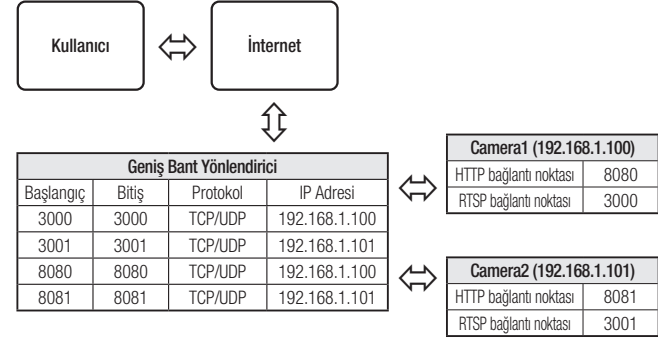 Kullanıcı
İnternet
Geniş Bant Yönlendirici
Başlangıç Bitiş Protokol IP Adresi
3000 3000 TCP/UDP 192.168.1.100
3001 3001 TCP/UDP 192.168.1.101
8080 8080 TCP/UDP 192.168.1.100
8081 8081 TCP/UDP 192.168.1.101
Camera1 (192.168.1.100)
HTTP bağlantı noktası 8080
RTSP bağlantı noktası 3000
Camera2 (192.168.1.101)
HTTP bağlantı noktası 8081
RTSP bağlantı noktası 3001